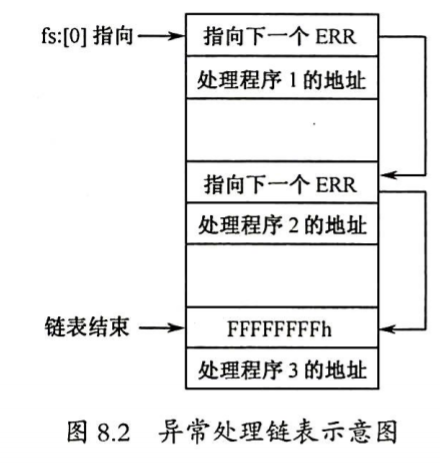 fs:[0] 指向
指向下一个 ERR
处理程序 1 的地址
指向下一个 ERR
处理程序 2 的地址
链表结束
FFFFFFFFh
处理程序 3 的地址
图 8.2 异常处理链表示意图